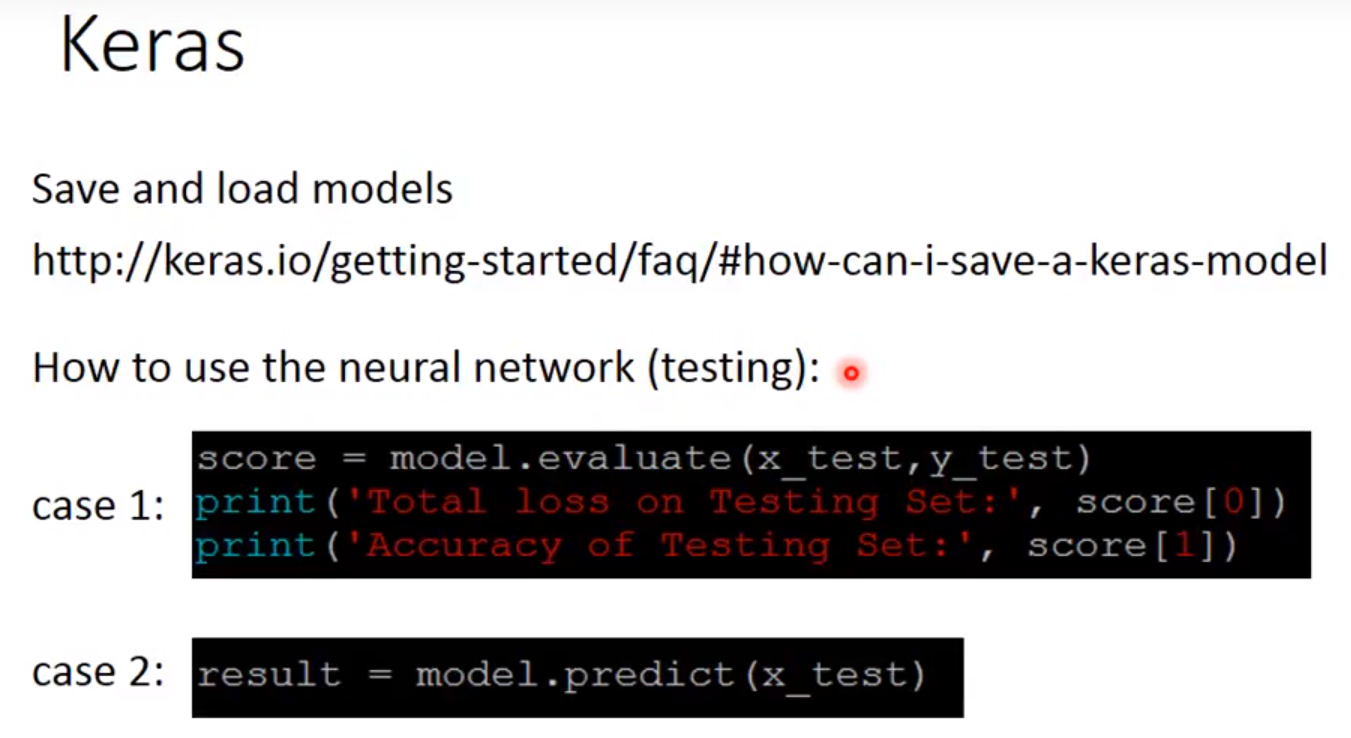 Keras
Save and load models
http://keras.io/getting-started/faq/#how-can-i-save-a-keras-model
How to use the neural network (testing):
case 1:
score = model.evaluate(x_test,y_test)
print('Total loss on Testing Set:', score[0])
print('Accuracy of Testing Set:', score[1])
case 2:
result = model.predict(x_test)